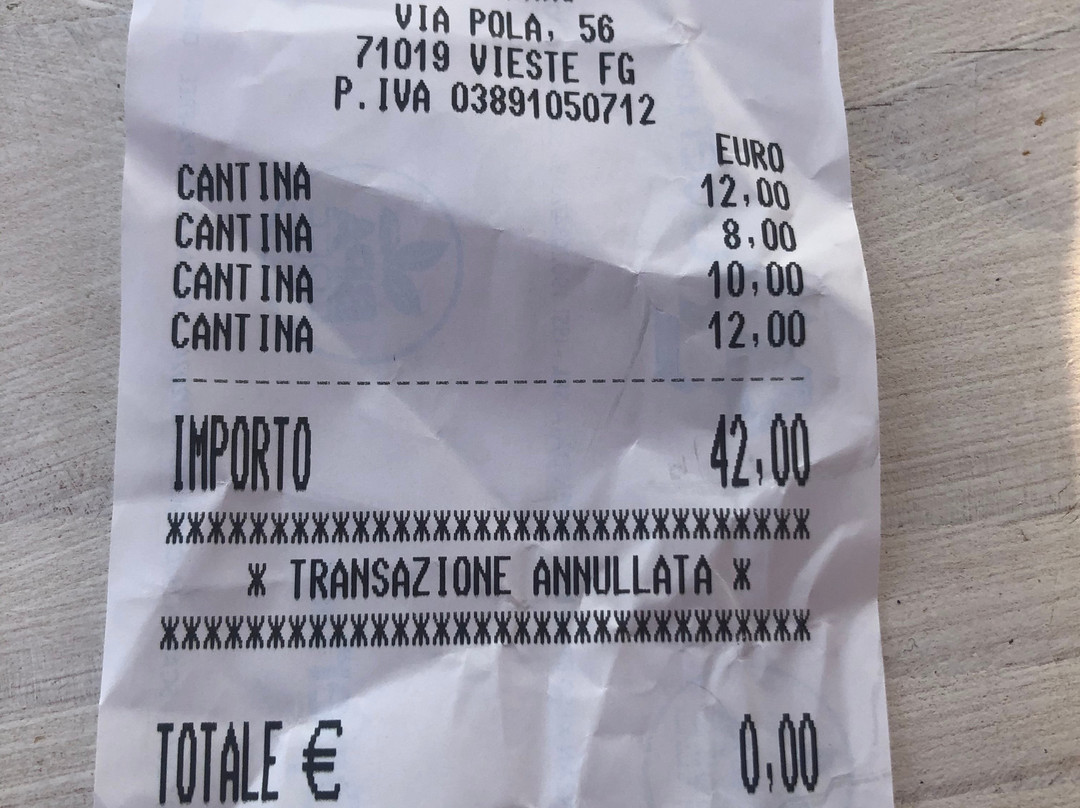 VIA POLA, 56
71019 VIESTE FG
P.IVA 03891050712
EURO
CANTINA 12,00
CANTINA 8,00
CANTINA 10,00
CANTINA 12,00
--------------------------------
IMPORTO 42,00
********************************
* TRANSAZIONE ANNULLATA *
********************************
TOTALE € 0,00